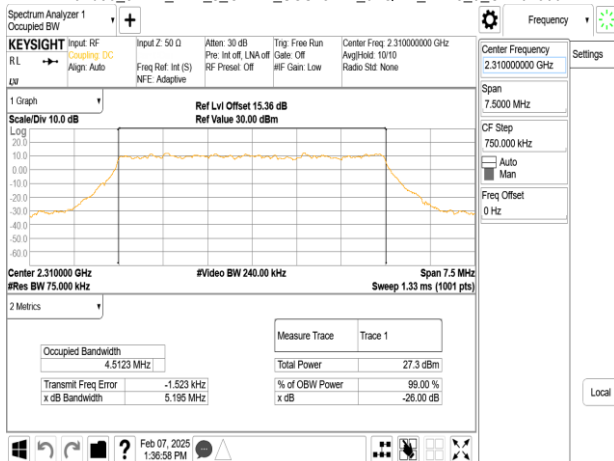 Spectrum Analyzer 1
Occupied BW
Frequency
KEYSIGHT
RL
LXI
Input: RF
Coupling: DC
Align: Auto
Input Z: 50 Ω
Freq Ref: Int (S)
NFE: Adaptive
Atten: 30 dB
Pre: Int off, LNA off
RF Preset: Off
Trig: Free Run
Gate: Off
#IF Gain: Low
Center Freq: 2.310000000 GHz
Avg|Hold: 10/10
Radio Std: None
Center Frequency
2.310000000 GHz
Settings
Span
7.5000 MHz
CF Step
750.000 kHz
Auto
Man
Freq Offset
0 Hz
Local
1 Graph
Scale/Div 10.0 dB
Ref Lvl Offset 15.36 dB
Ref Value 30.00 dBm
Log
20.0
10.0
0.00
-10.0
-20.0
-30.0
-40.0
-50.0
-60.0
Center 2.310000 GHz
#Video BW 240.00 kHz
Span 7.5 MHz
#Res BW 75.000 kHz
Sweep 1.33 ms (1001 pts)
2 Metrics
Measure Trace Trace 1
Occupied Bandwidth
4.5123 MHz
Total Power 27.3 dBm
Transmit Freq Error -1.523 kHz
% of OBW Power 99.00 %
x dB Bandwidth 5.195 MHz
x dB -26.00 dB
Feb 07, 2025
1:36:58 PM